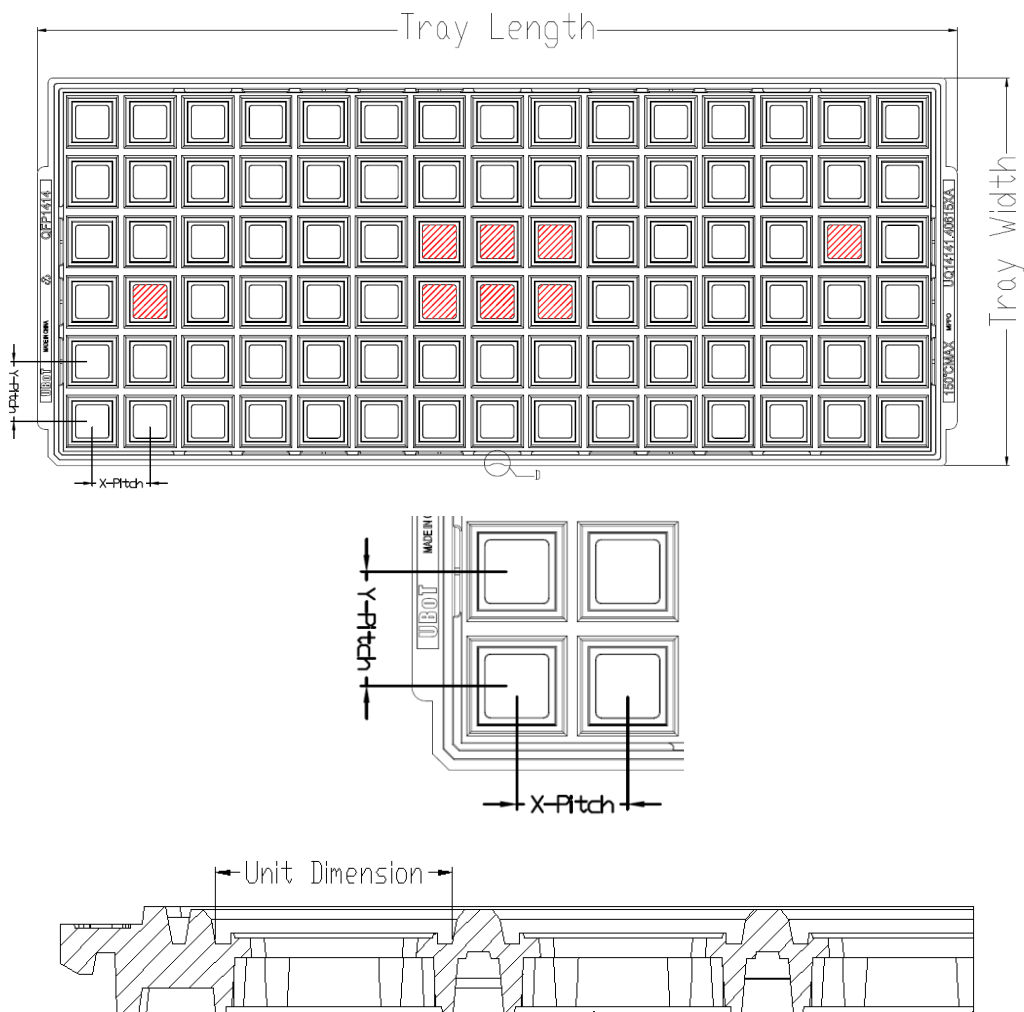 Tray Length
Tray Width
QFP1414
MADE IN CHINA
UBoT
UQ14141.40615XA
MPPO
150°CMAX
Y-Pitch
X-Pitch
D
MADE IN C
UBoT
Y-Pitch
X-Pitch
Unit Dimension